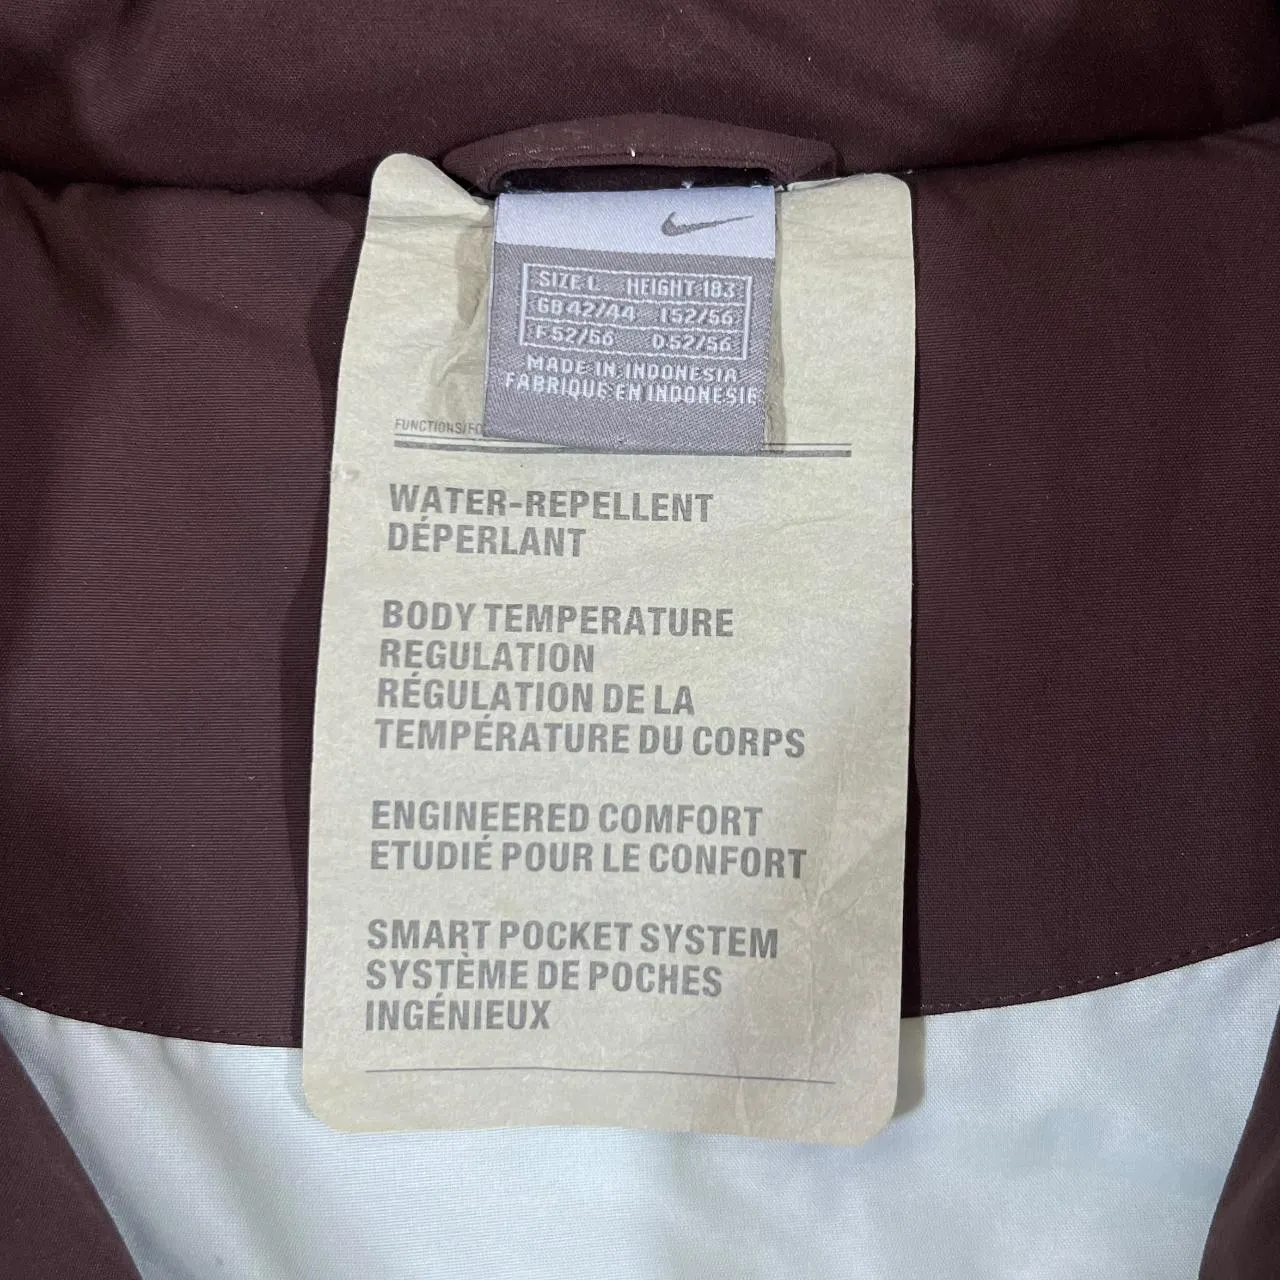 SIZE L HEIGHT 183
GB 42/44 I 52/56
F 52/56 D 52/56
MADE IN INDONESIA
FABRIQUE EN INDONESIE
WATER-REPELLENT
DÉPERLANT
BODY TEMPERATURE
REGULATION
RÉGULATION DE LA
TEMPÉRATURE DU CORPS
ENGINEERED COMFORT
ETUDIÉ POUR LE CONFORT
SMART POCKET SYSTEM
SYSTÈME DE POCHES
INGÉNIEUX